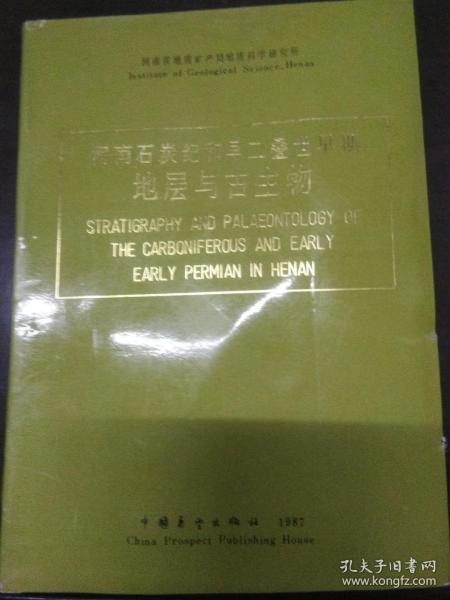 河南省地质矿产局地质科学研究所
Institute of Geological Science, Henan
河南石炭纪和早二叠世早期
地层与古生物
STRATIGRAPHY AND PALAEONTOLOGY OF
THE CARBONIFEROUS AND EARLY
EARLY PERMIAN IN HENAN
中国展望出版社 1987
China Prospect Publishing House
孔夫子旧书网
www.kongfz.com